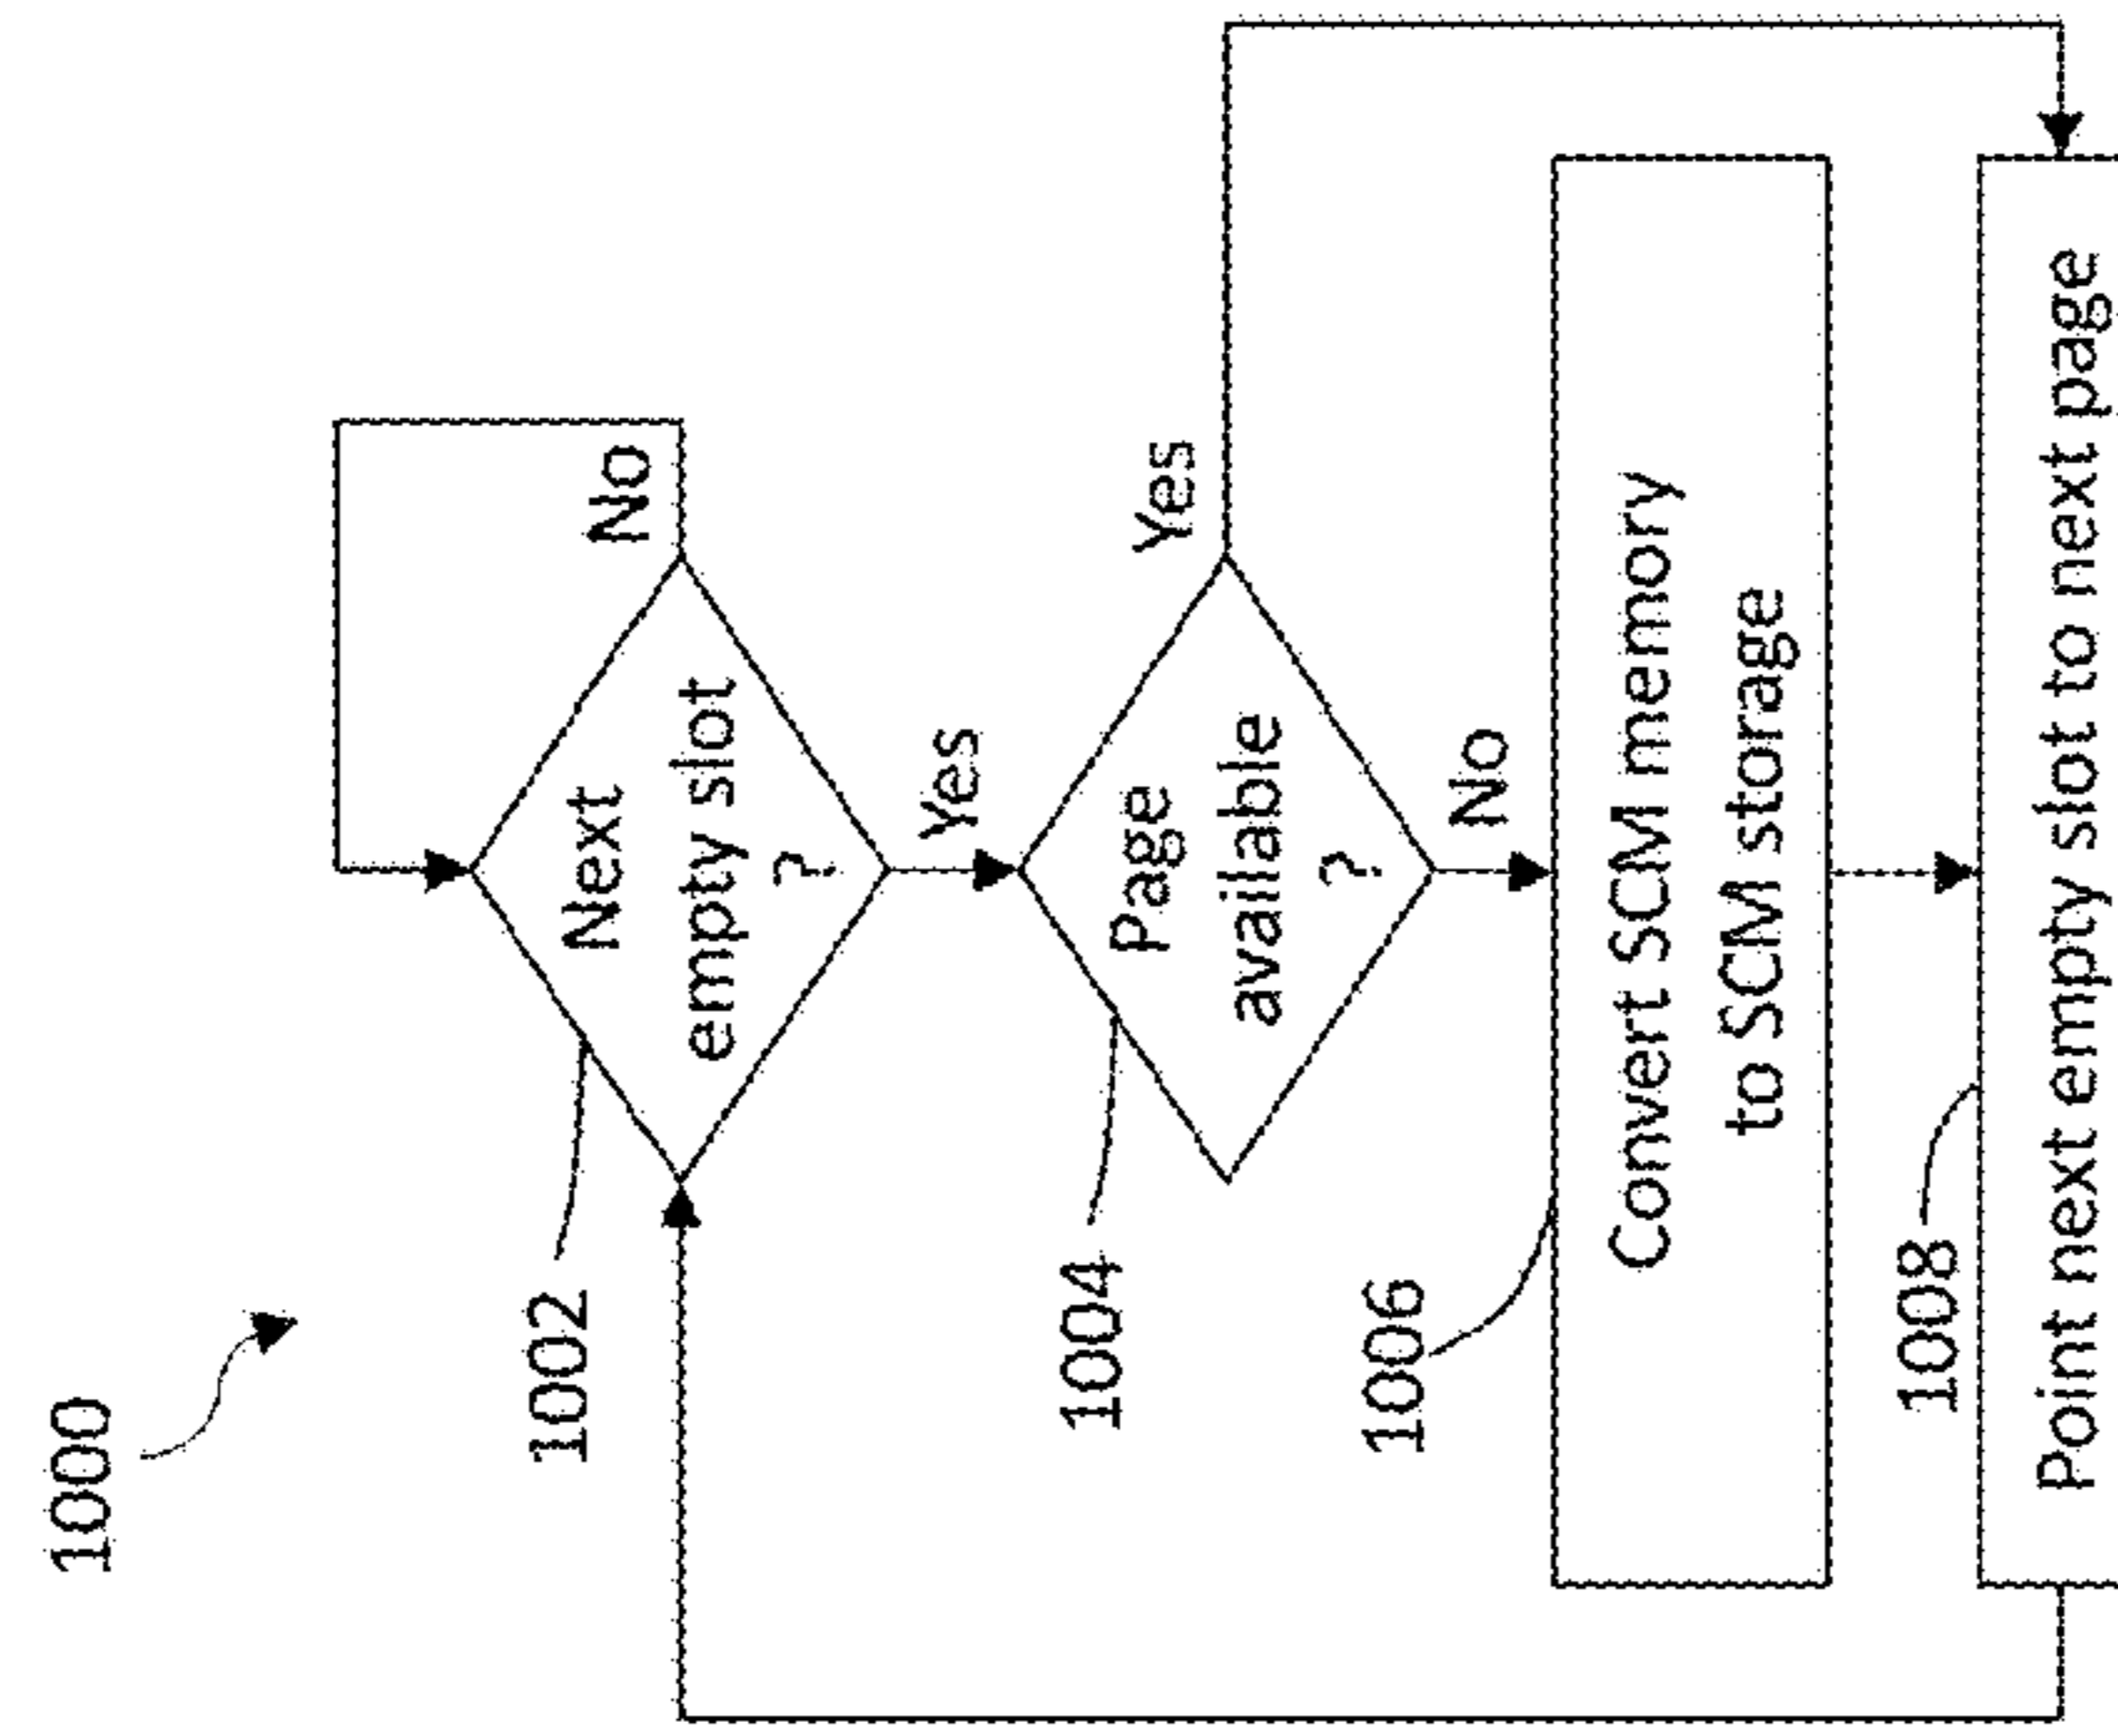 1000
1002
Next
empty slot
?
No
Yes
1004
Page
available
?
Yes
No
1006
Convert SCM memory
to SCM storage
1008
Point next empty slot to next page